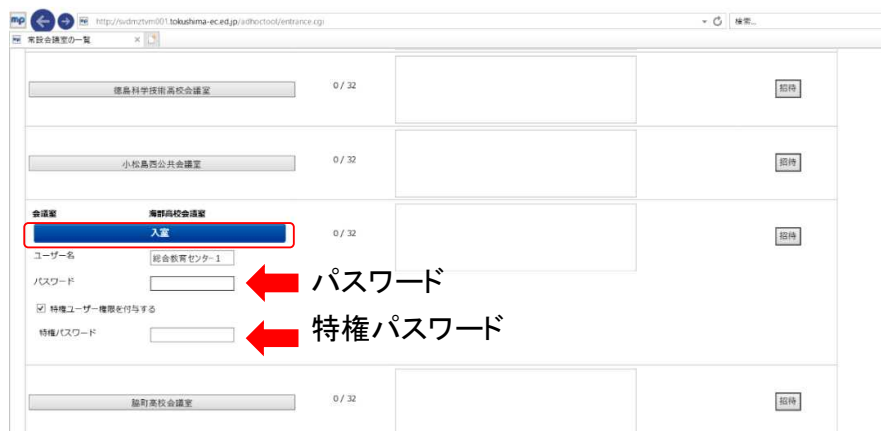 mp
http://svdmztvm001.tokushima-ec.ed.jp/adhoctool/entrance.cgi
検索...
常設会議室の一覧
徳島科学技術高校会議室 0 / 32 招待
小松島西公共会議室 0 / 32 招待
会議室 海部高校会議室
入室 0 / 32 招待
ユーザー名 総合教育センター1
パスワード パスワード
特権ユーザー権限を付与する
特権パスワード 特権パスワード
脇町高校会議室 0 / 32 招待